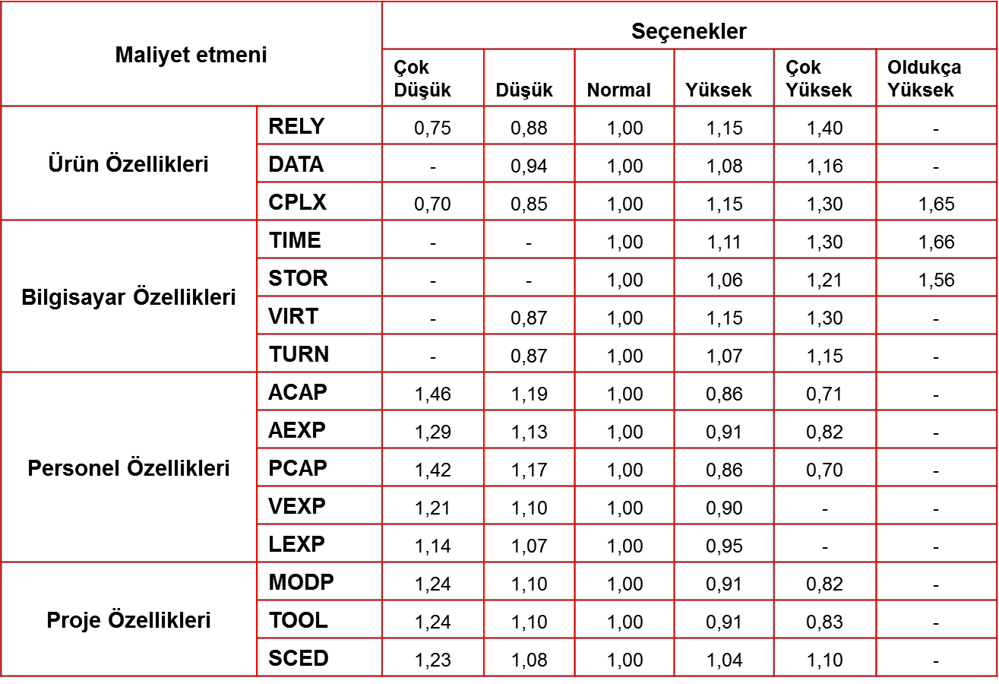 Maliyet etmeni
Seçenekler
Çok Düşük Düşük Normal Yüksek Çok Yüksek Oldukça Yüksek
Ürün Özellikleri
RELY 0,75 0,88 1,00 1,15 1,40 -
DATA - 0,94 1,00 1,08 1,16 -
CPLX 0,70 0,85 1,00 1,15 1,30 1,65
Bilgisayar Özellikleri
TIME - - 1,00 1,11 1,30 1,66
STOR - - 1,00 1,06 1,21 1,56
VIRT - 0,87 1,00 1,15 1,30 -
TURN - 0,87 1,00 1,07 1,15 -
Personel Özellikleri
ACAP 1,46 1,19 1,00 0,86 0,71 -
AEXP 1,29 1,13 1,00 0,91 0,82 -
PCAP 1,42 1,17 1,00 0,86 0,70 -
VEXP 1,21 1,10 1,00 0,90 - -
LEXP 1,14 1,07 1,00 0,95 - -
Proje Özellikleri
MODP 1,24 1,10 1,00 0,91 0,82 -
TOOL 1,24 1,10 1,00 0,91 0,83 -
SCED 1,23 1,08 1,00 1,04 1,10 -